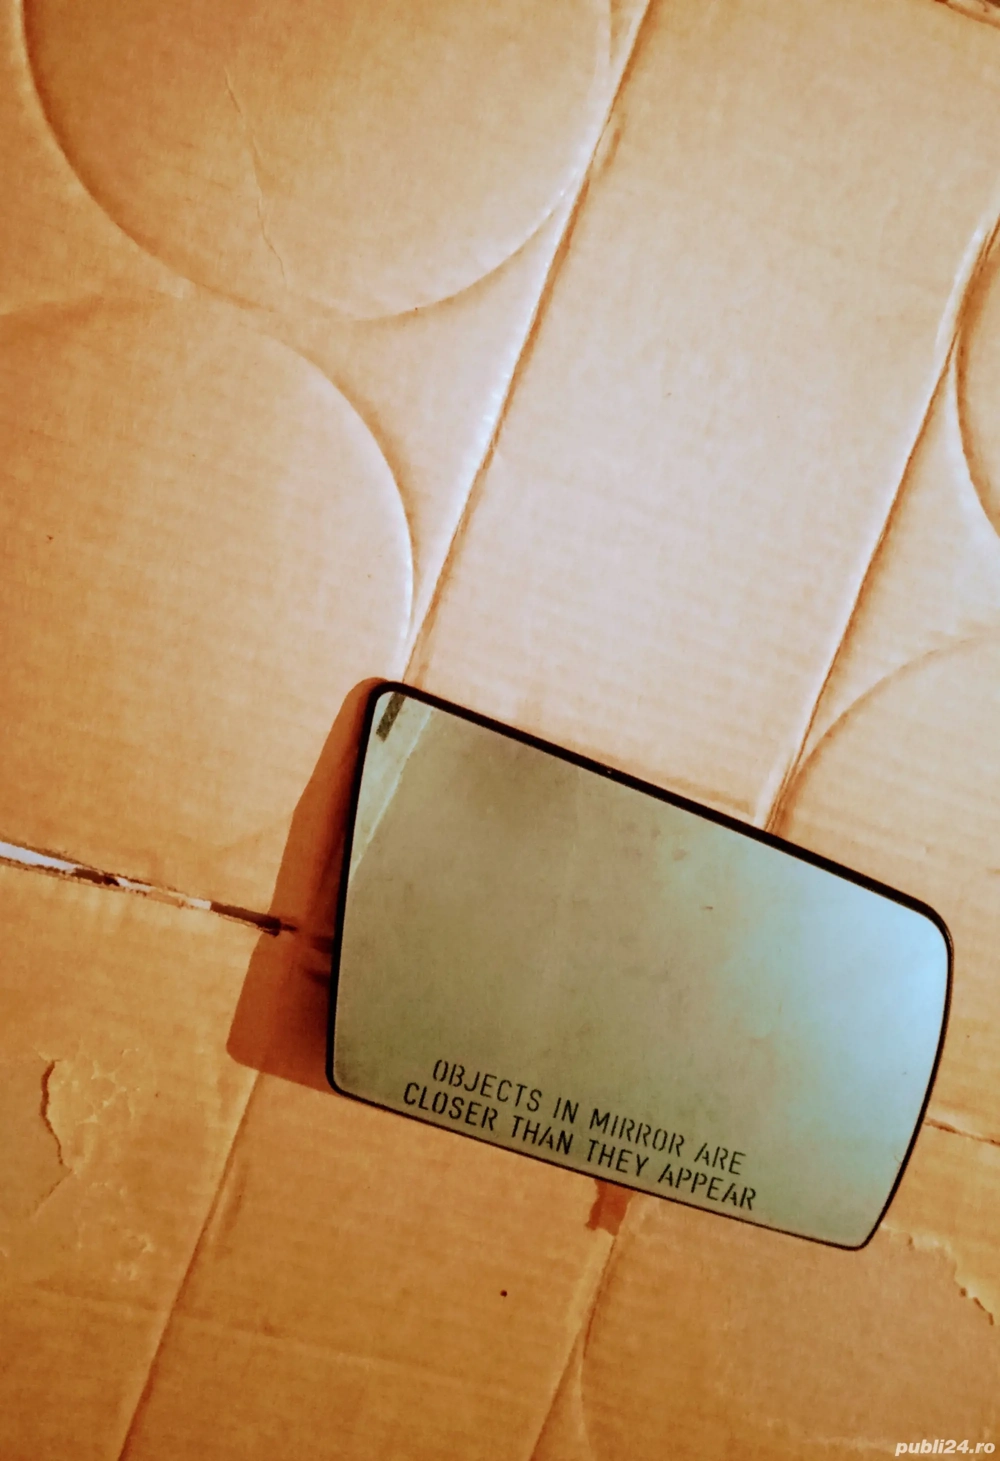 OBJECTS IN MIRROR ARE
CLOSER THAN THEY APPEAR
publi24.ro